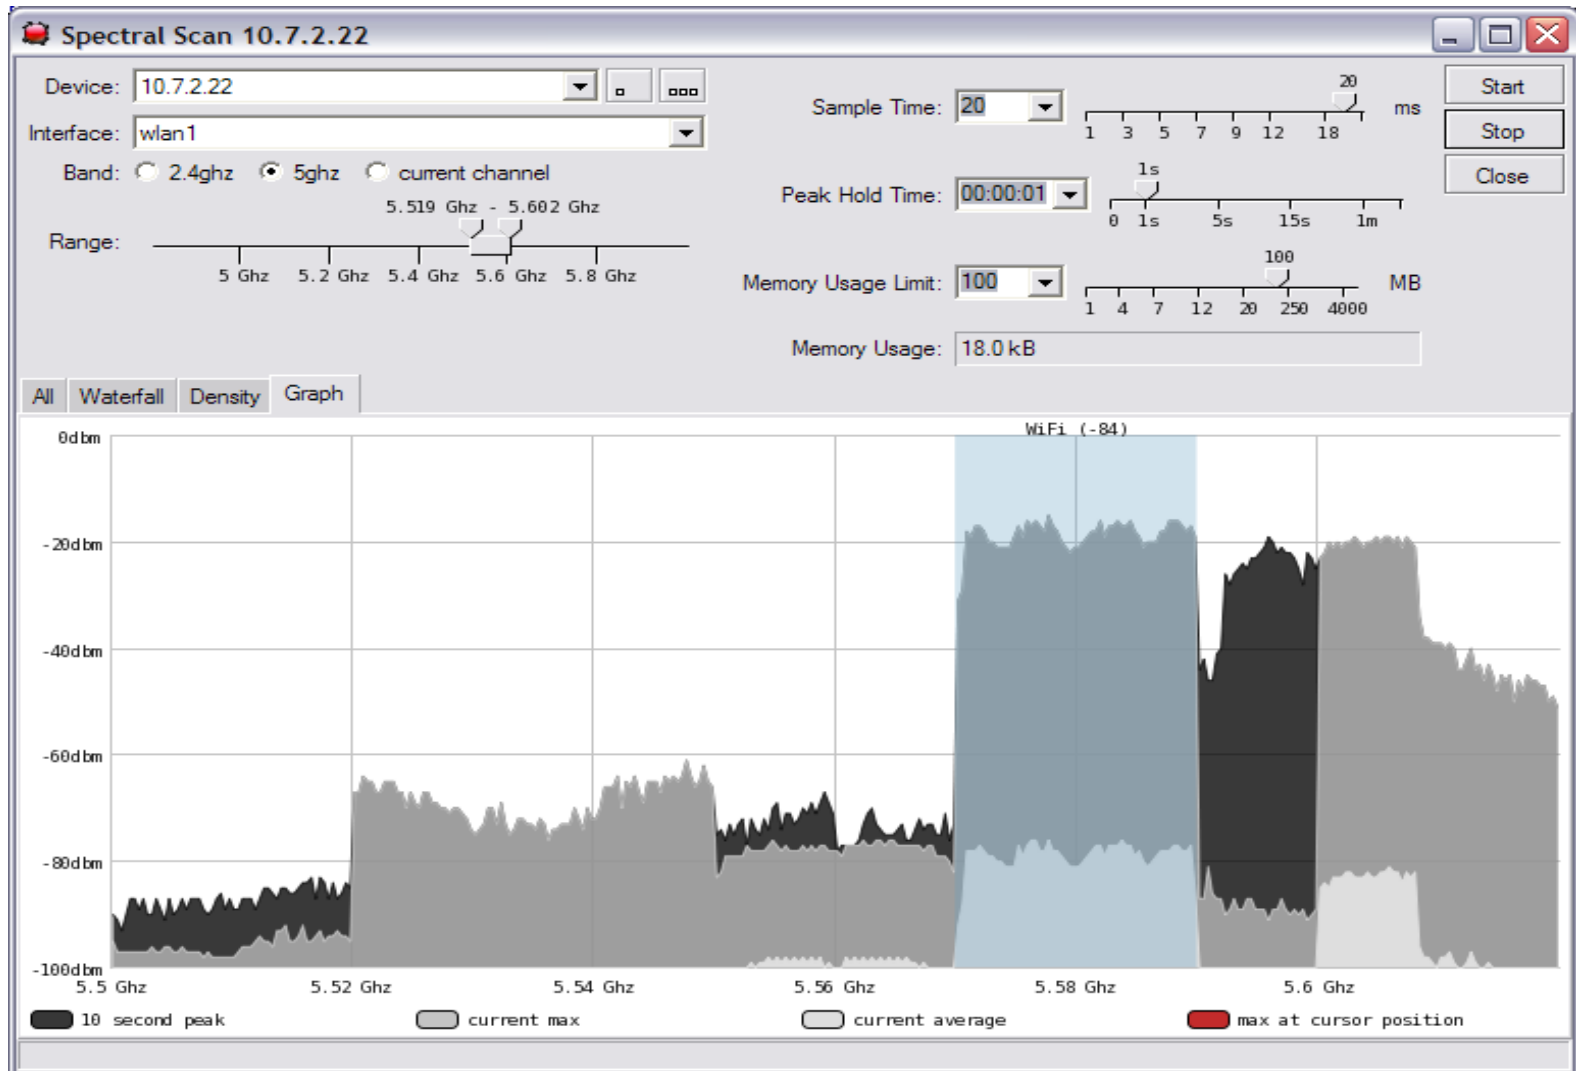 Spectral Scan 10.7.2.22
Device: 10.7.2.22
Interface: wlan1
Band: 2.4ghz 5ghz current channel
5.519 Ghz - 5.602 Ghz
Range:
5 Ghz 5.2 Ghz 5.4 Ghz 5.6 Ghz 5.8 Ghz
20
Sample Time: 20 ms
1 3 5 7 9 12 18
1s
Peak Hold Time: 00:00:01
0 1s 5s 15s 1m
100
Memory Usage Limit: 100 MB
1 4 7 12 20 250 4000
Memory Usage: 18.0 kB
Start
Stop
Close
All Waterfall Density Graph
WiFi (-84)
0dbm
-20dbm
-40dbm
-60dbm
-80dbm
-100dbm
5.5 Ghz 5.52 Ghz 5.54 Ghz 5.56 Ghz 5.58 Ghz 5.6 Ghz
10 second peak current max current average max at cursor position